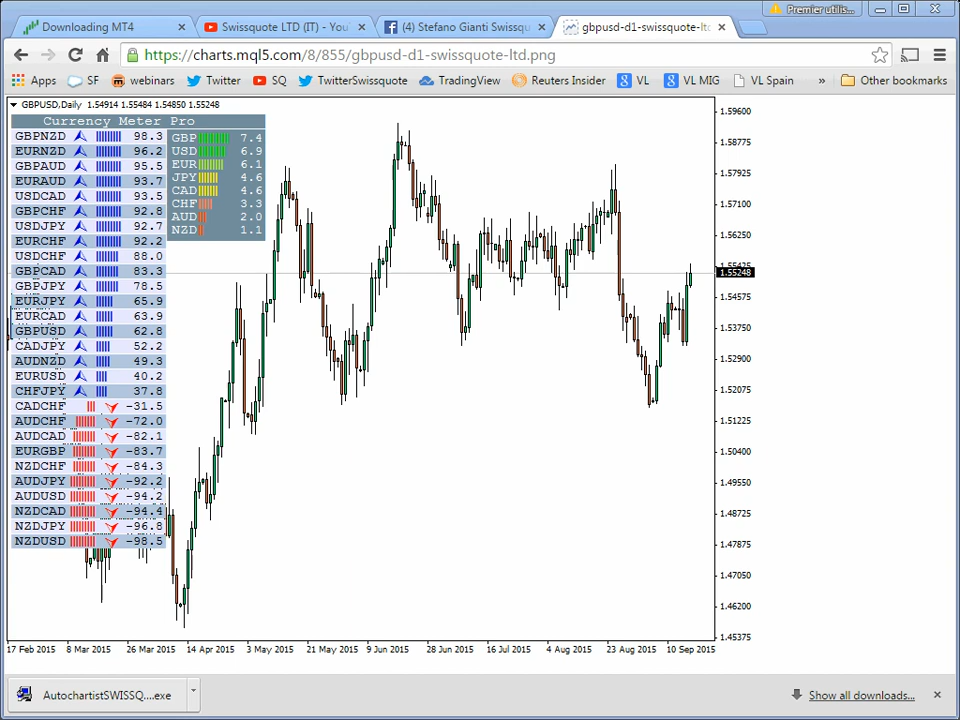 Premier utilis...
Downloading MT4
Swissquote LTD (IT) - You
(4) Stefano Gianti Swissqu
gbpusd-d1-swissquote-ltd
https://charts.mql5.com/8/855/gbpusd-d1-swissquote-ltd.png
Apps SF webinars Twitter SQ TwitterSwissquote TradingView Reuters Insider VL VL MIG VL Spain » Other bookmarks
GBPUSD,Daily 1.54914 1.55484 1.54850 1.55248
Currency Meter Pro
GBPNZD 98.3
EURNZD 96.2
GBPAUD 95.5
EURAUD 93.7
USDCAD 93.5
GBPCHF 92.8
USDJPY 92.7
EURCHF 92.2
USDCHF 88.0
GBPCAD 83.3
GBPJPY 78.5
EURJPY 65.9
EURCAD 63.9
GBPUSD 62.8
CADJPY 52.2
AUDNZD 49.3
EURUSD 40.2
CHFJPY 37.8
CADCHF -31.5
AUDCHF -72.0
AUDCAD -82.1
EURGBP -83.7
NZDCHF -84.3
AUDJPY -92.2
AUDUSD -94.2
NZDCAD -94.4
NZDJPY -96.8
NZDUSD -98.5
GBP 7.4
USD 6.9
EUR 6.1
JPY 4.6
CAD 4.6
CHF 3.3
AUD 2.0
NZD 1.1
1.59600
1.58775
1.57925
1.57100
1.56250
1.55425
1.55248
1.54575
1.53750
1.52900
1.52075
1.51225
1.50400
1.49550
1.48725
1.47875
1.47050
1.46200
1.45375
17 Feb 2015 8 Mar 2015 26 Mar 2015 14 Apr 2015 3 May 2015 21 May 2015 9 Jun 2015 28 Jun 2015 16 Jul 2015 4 Aug 2015 23 Aug 2015 10 Sep 2015
AutochartistSWISSQ....exe
Show all downloads...